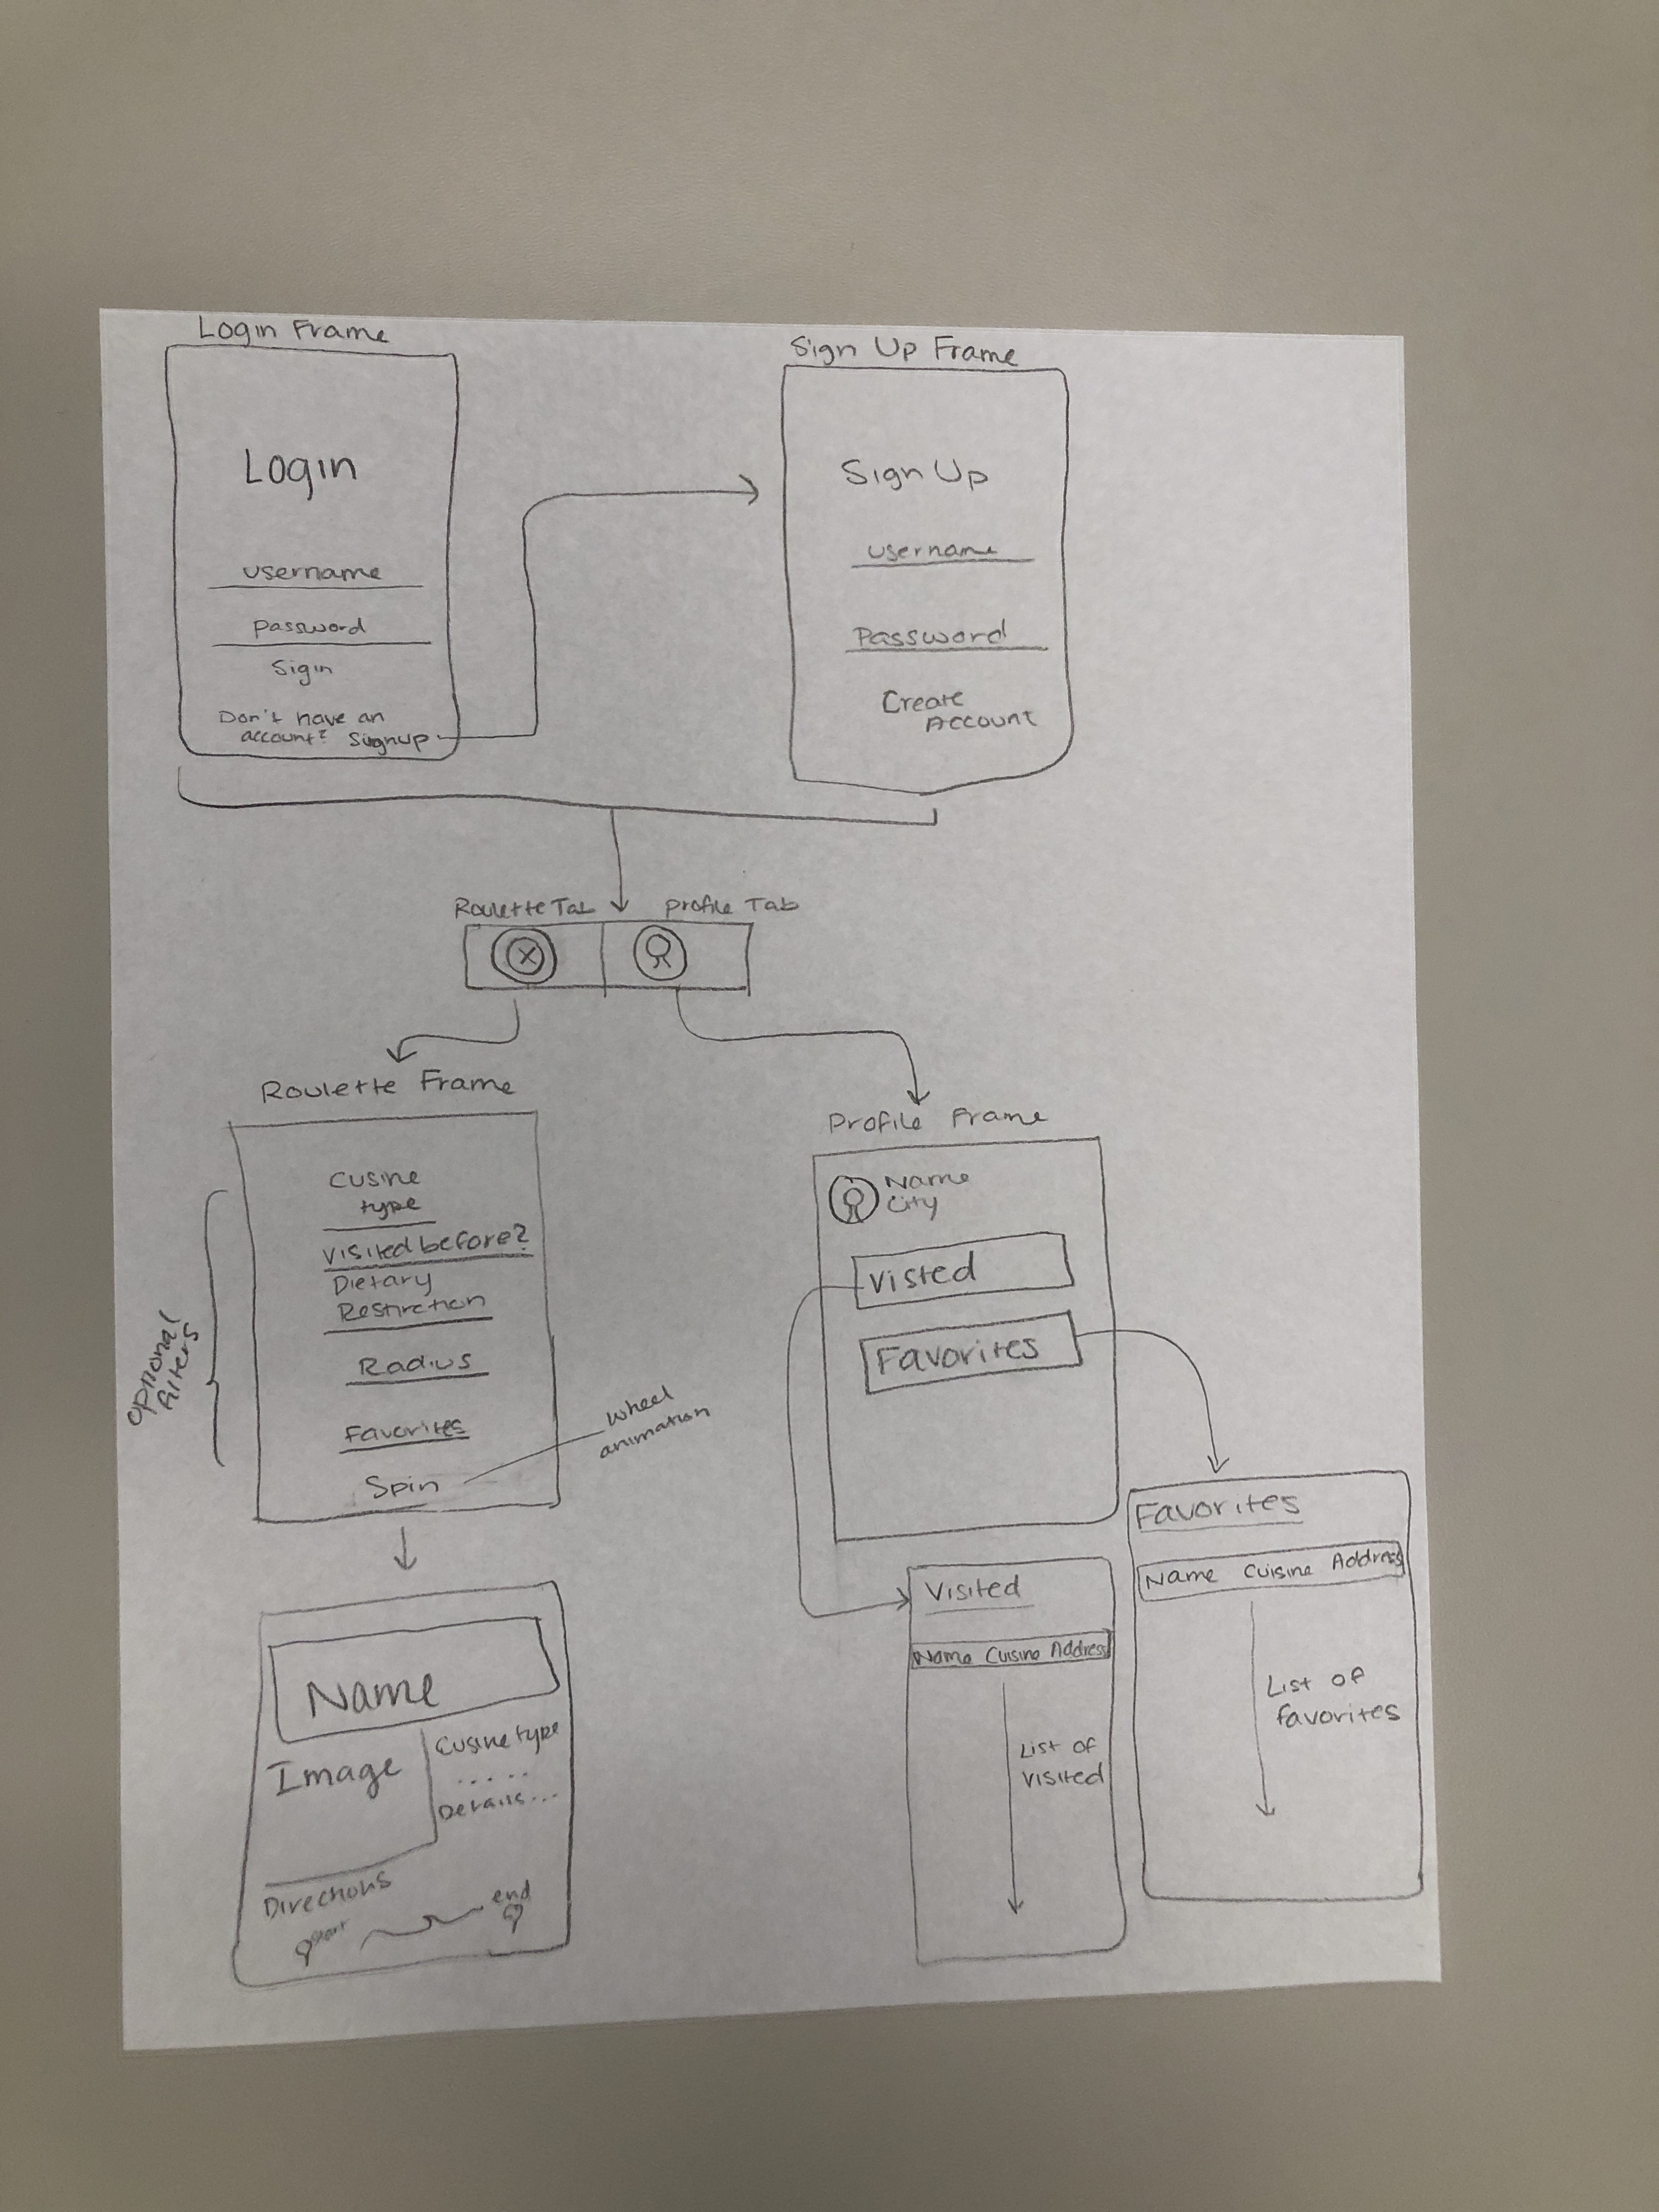 Login Frame
Login
username
password
Sigin
Don't have an
account? Signup
Sign Up Frame
Sign Up
username
Password
Create
Account
Roulette Tab
profile Tab
Roulette Frame
Cusine
type
visited before?
Dietary
Restirction
Radius
Favorites
Spin
optional
filters
wheel
animation
Name
Image
Cusine type
.....
Details...
Directions
start
end
Profile Frame
Name
City
Visted
Favorites
Visited
Name Cuisine Address
List of
visited
Favorites
Name Cuisine Address
List of
favorites